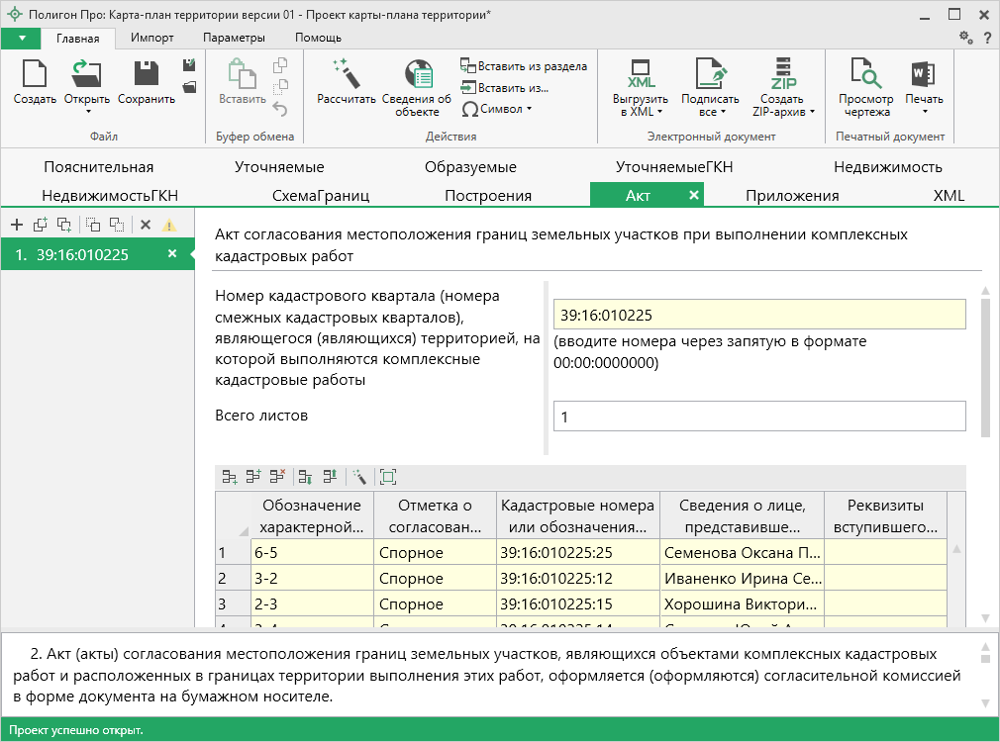 Полигон Про: Карта-план территории версии 01 - Проект карты-плана территории*
Главная Импорт Параметры Помощь
?
Создать Открыть Сохранить
Файл
Вставить
Буфер обмена
Рассчитать Сведения об
объекте
Вставить из раздела
Вставить из...
Символ
Действия
XML
Выгрузить
в XML
Подписать
все
ZIP
Создать
ZIP-архив
Электронный документ
Просмотр
чертежа
Печать
Печатный документ
Пояснительная Уточняемые Образуемые УточняемыеГКН Недвижимость
НедвижимостьГКН СхемаГраниц Построения Акт Приложения XML
1. 39:16:010225
Акт согласования местоположения границ земельных участков при выполнении комплексных
кадастровых работ
Номер кадастрового квартала (номера
смежных кадастровых кварталов),
являющегося (являющихся) территорией, на
которой выполняются комплексные
кадастровые работы
39:16:010225
(вводите номера через запятую в формате
00:00:0000000)
Всего листов
1
Обозначение
характерной...
Отметка о
согласован...
Кадастровые номера
или обозначения...
Сведения о лице,
представивше...
Реквизиты
вступившего...
1 6-5 Спорное 39:16:010225:25 Семенова Оксана П...
2 3-2 Спорное 39:16:010225:12 Иваненко Ирина Се...
3 2-3 Спорное 39:16:010225:15 Хорошина Виктори...
2. Акт (акты) согласования местоположения границ земельных участков, являющихся объектами комплексных кадастровых
работ и расположенных в границах территории выполнения этих работ, оформляется (оформляются) согласительной комиссией
в форме документа на бумажном носителе.
Проект успешно открыт.